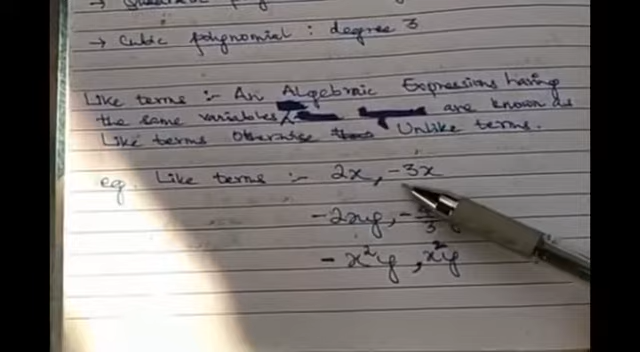 → Quadratic
→ Cubic polynomial : degree 3
Like terms :- An Algebraic Expressions having
the same variables are known as
Like terms Otherwise Unlike terms.
eg. Like terms :- 2x, -3x
-2xy, -
- x²y, x²y